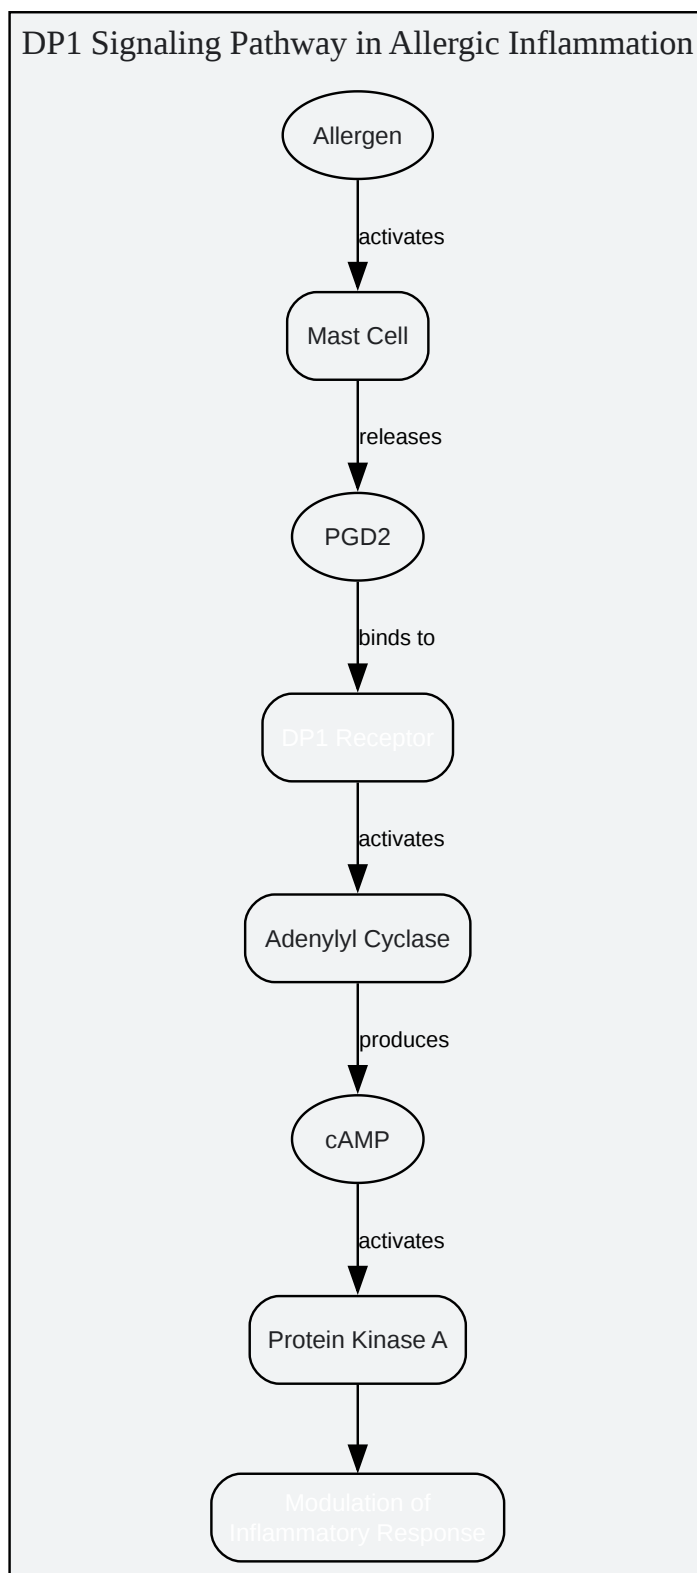 DP1 Signaling Pathway in Allergic Inflammation
Allergen
activates
Mast Cell
releases
PGD2
binds to
DP1 Receptor
activates
Adenylyl Cyclase
produces
cAMP
activates
Protein Kinase A
Modulation of
Inflammatory Response